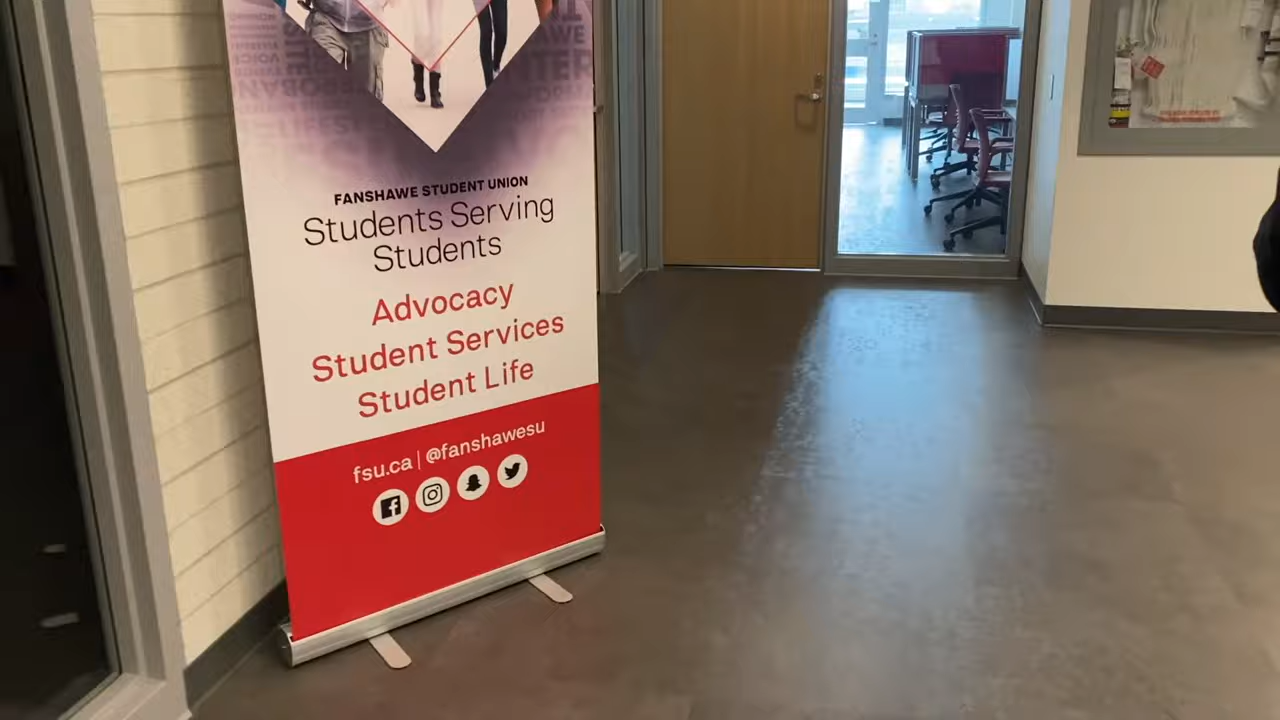 FANSHAWE STUDENT UNION
Students Serving
Students
Advocacy
Student Services
Student Life
fsu.ca | @fanshawesu